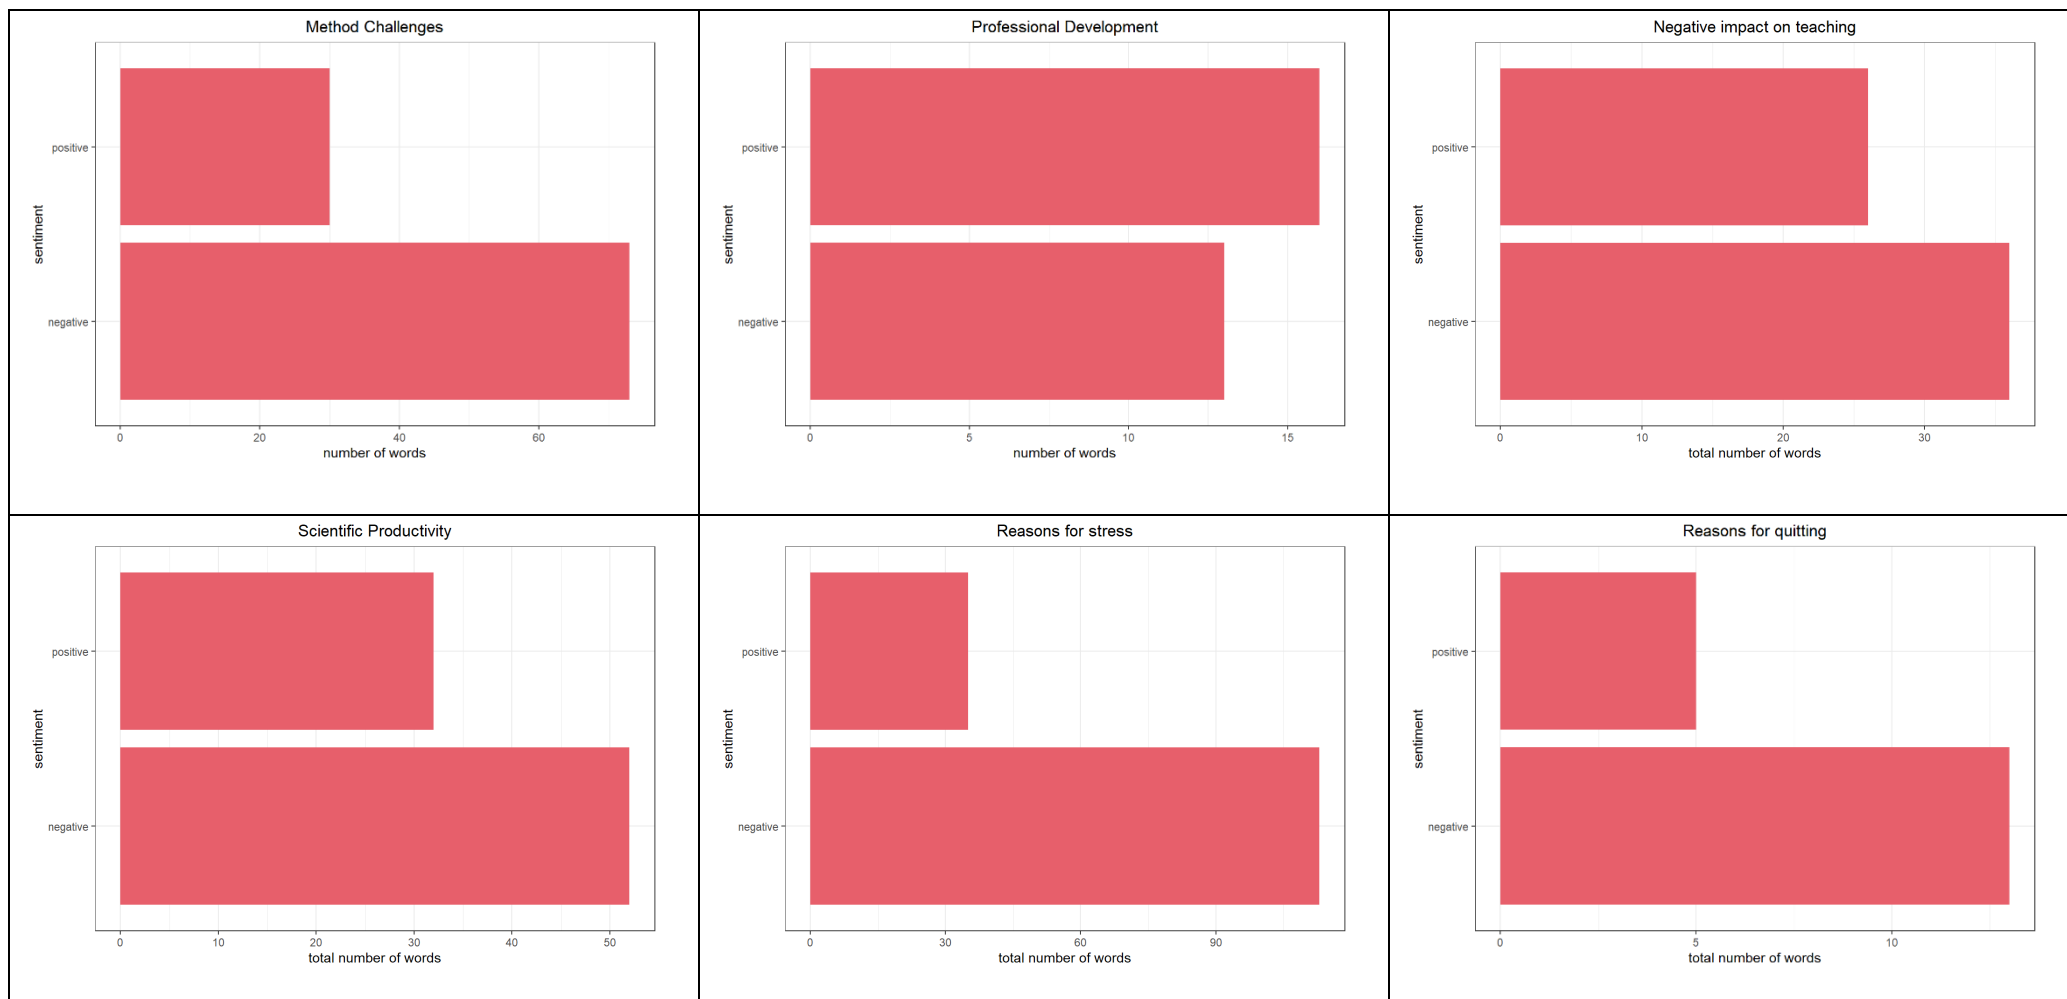 Method Challenges
positive
negative
sentiment
0 20 40 60
number of words
Professional Development
positive
negative
sentiment
0 5 10 15
number of words
Negative impact on teaching
positive
negative
sentiment
0 10 20 30
total number of words
Scientific Productivity
positive
negative
sentiment
0 10 20 30 40 50
total number of words
Reasons for stress
positive
negative
sentiment
0 30 60 90
total number of words
Reasons for quitting
positive
negative
sentiment
0 5 10
total number of words